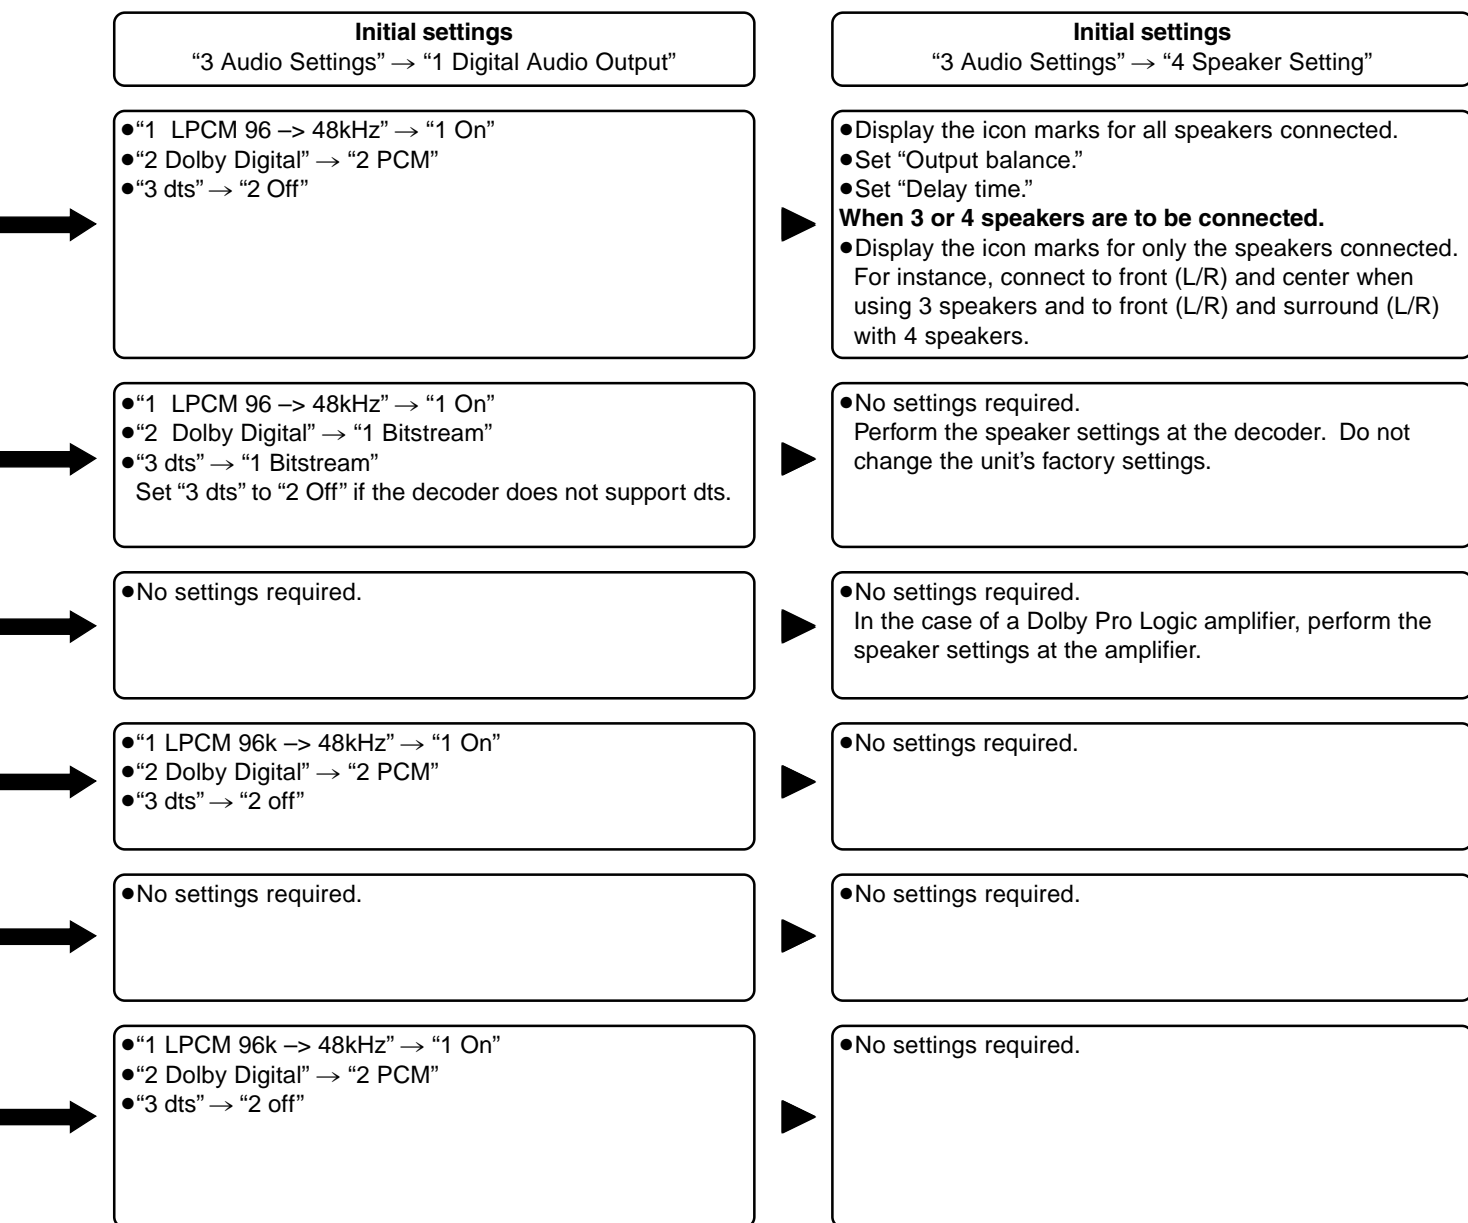 Initial settings
“3 Audio Settings” → “1 Digital Audio Output”
Initial settings
“3 Audio Settings” → “4 Speaker Setting”
●“1  LPCM 96 –> 48kHz” → “1 On”
●“2 Dolby Digital” → “2 PCM”
●“3 dts” → “2 Off”
●Display the icon marks for all speakers connected.
●Set “Output balance.”
●Set “Delay time.”
When 3 or 4 speakers are to be connected.
●Display the icon marks for only the speakers connected.
For instance, connect to front (L/R) and center when
using 3 speakers and to front (L/R) and surround (L/R)
with 4 speakers.
●“1  LPCM 96 –> 48kHz” → “1 On”
●“2  Dolby Digital” → “1 Bitstream”
●“3 dts” → “1 Bitstream”
Set “3 dts” to “2 Off” if the decoder does not support dts.
●No settings required.
Perform the speaker settings at the decoder.  Do not
change the unit’s factory settings.
●No settings required.
●No settings required.
In the case of a Dolby Pro Logic amplifier, perform the
speaker settings at the amplifier.
●“1 LPCM 96k –> 48kHz” → “1 On”
●“2 Dolby Digital” → “2 PCM”
●“3 dts” → “2 off”
●No settings required.
●No settings required.
●No settings required.
●“1 LPCM 96k –> 48kHz” → “1 On”
●“2 Dolby Digital” → “2 PCM”
●“3 dts” → “2 off”
●No settings required.